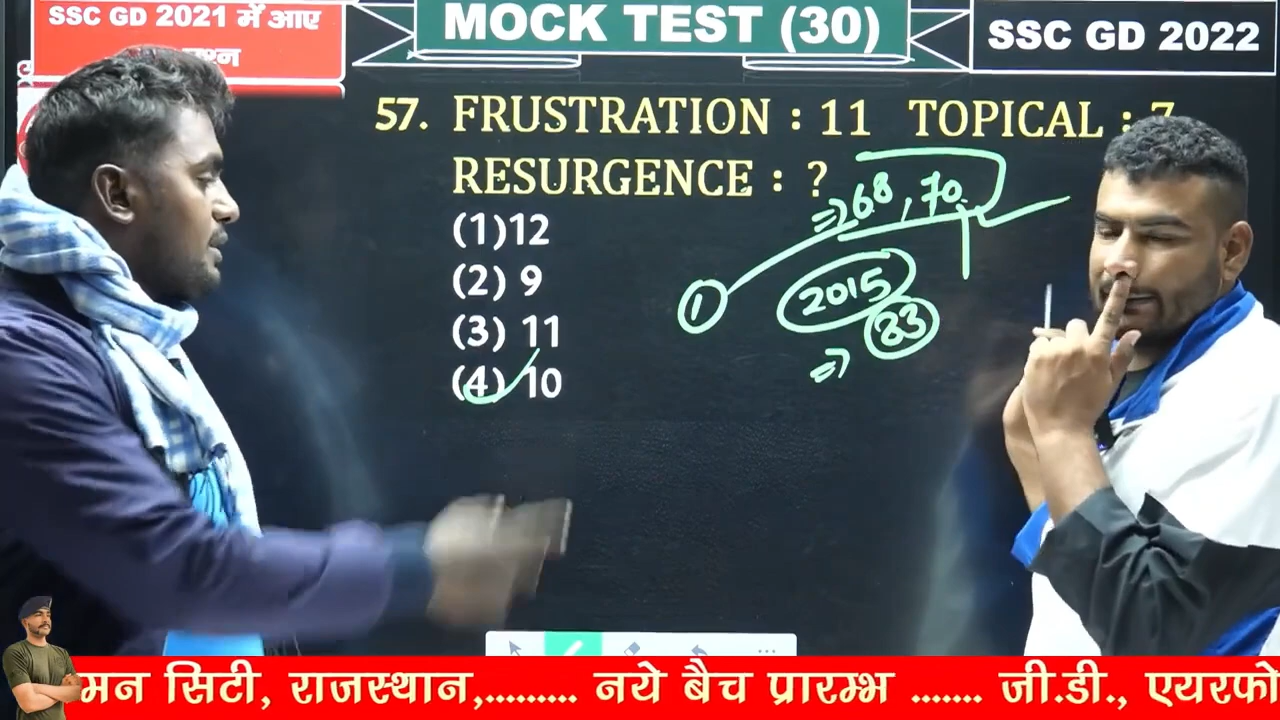 SSC GD 2021 में आए
MOCK TEST (30)
SSC GD 2022
57. FRUSTRATION : 11 TOPICAL : 7
RESURGENCE : ?
(1) 12
(2) 9
(3) 11
(4) 10
⇒ 268, 70
1
2015
23
⇒
मन सिटी, राजस्थान,......... नये बैच प्रारम्भ ....... जी.डी., एयरफो